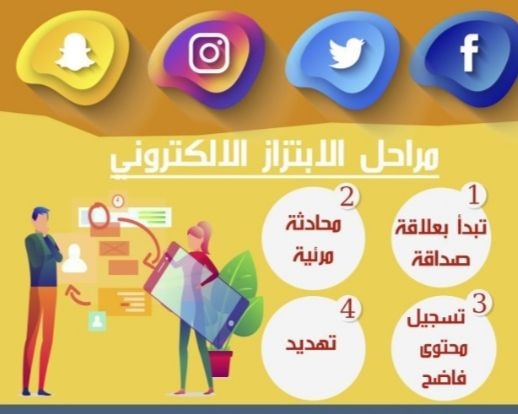 مراحل الابتزاز الالكتروني
1
تبدأ بعلاقة
صداقة
2
محادثة
مرئية
3
تسجيل
محتوى
فاضح
4
تهديد